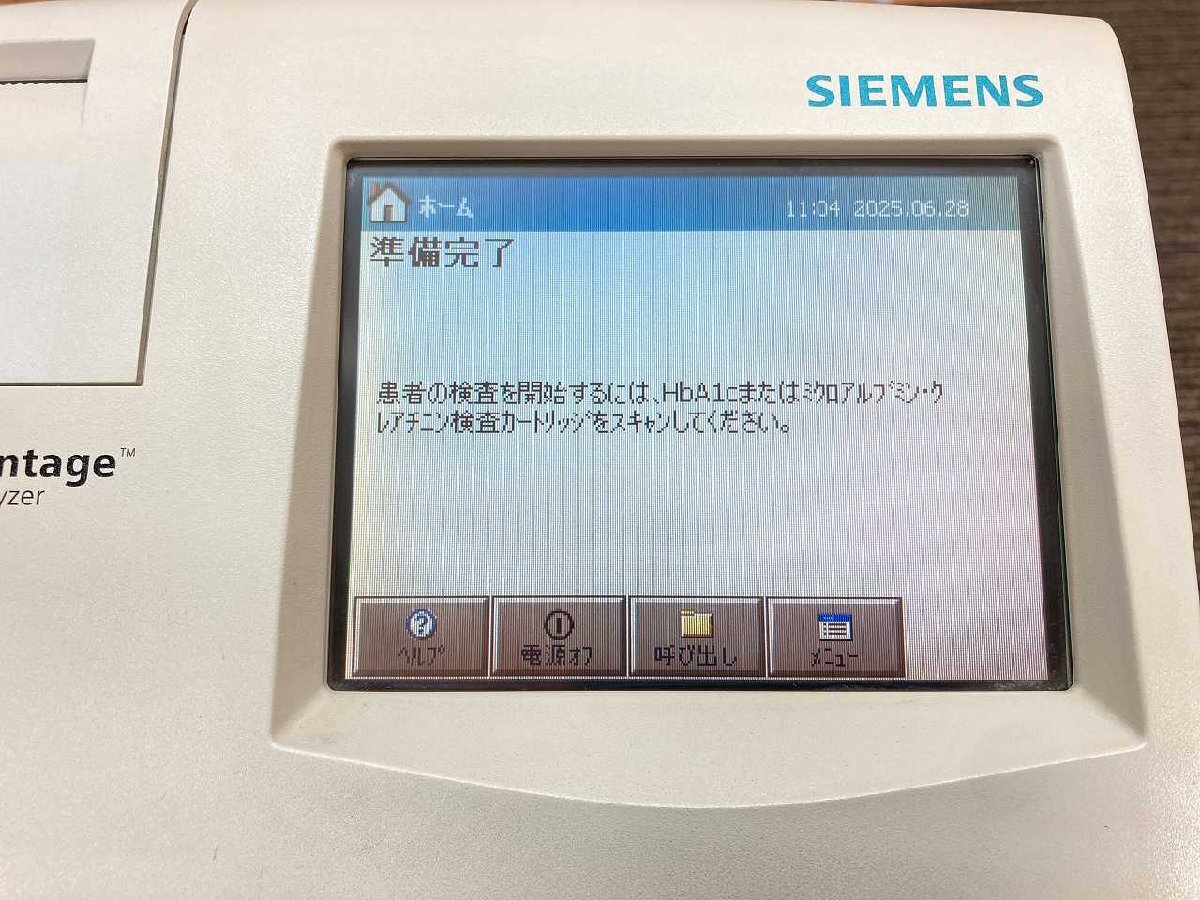 SIEMENS
ホーム 11:04 2025.06.28
準備完了
患者の検査を開始するには、HbA1cまたはミクロアルブミン・ク
レアチニン検査カートリッジをスキャンしてください。
ntage™
yzer
ヘルプ 電源オフ 呼び出し メニュー